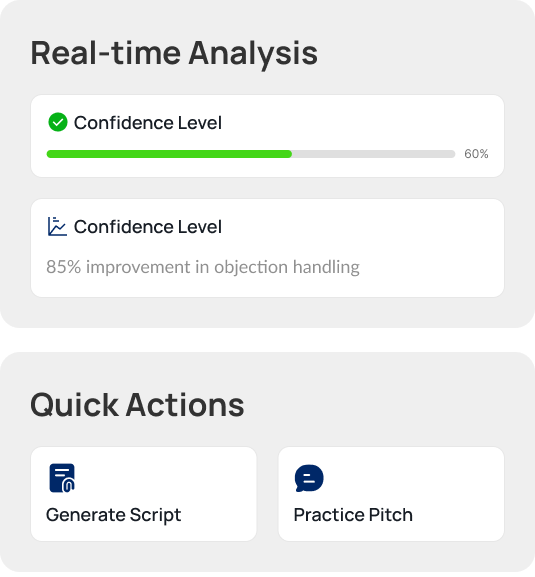 Real-time Analysis
Confidence Level
60%
Confidence Level
85% improvement in objection handling
Quick Actions
Generate Script
Practice Pitch